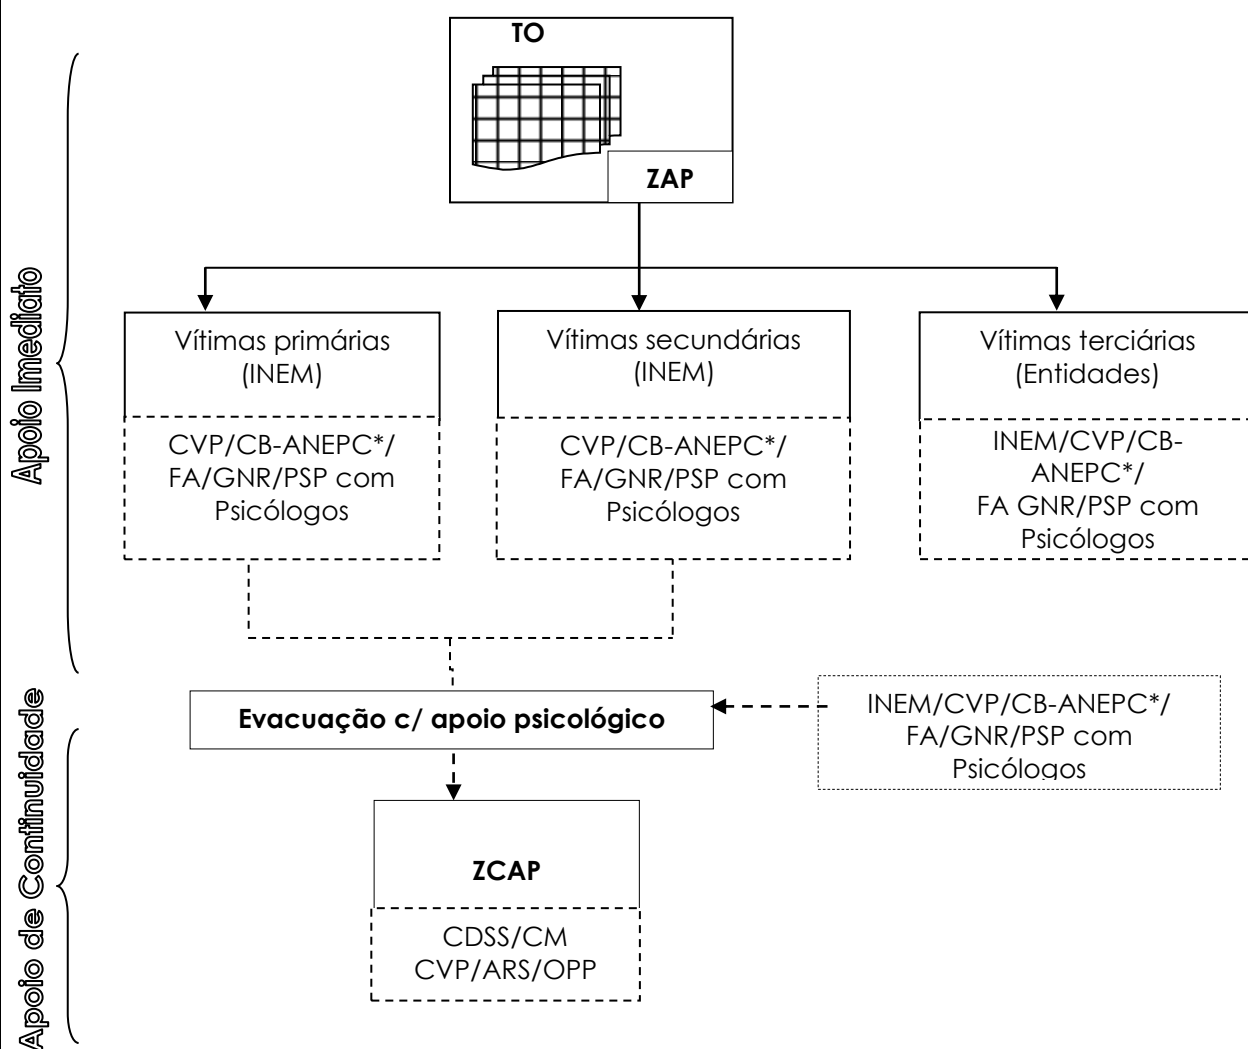 TO
ZAP
Apoio Imediato
Vítimas primárias
(INEM)
CVP/CB-ANEPC*/
FA/GNR/PSP com
Psicólogos
Vítimas secundárias
(INEM)
CVP/CB-ANEPC*/
FA/GNR/PSP com
Psicólogos
Vítimas terciárias
(Entidades)
INEM/CVP/CB-
ANEPC*/
FA GNR/PSP com
Psicólogos
Apoio de Continuidade
Evacuação c/ apoio psicológico
INEM/CVP/CB-ANEPC*/
FA/GNR/PSP com
Psicólogos
ZCAP
CDSS/CM
CVP/ARS/OPP